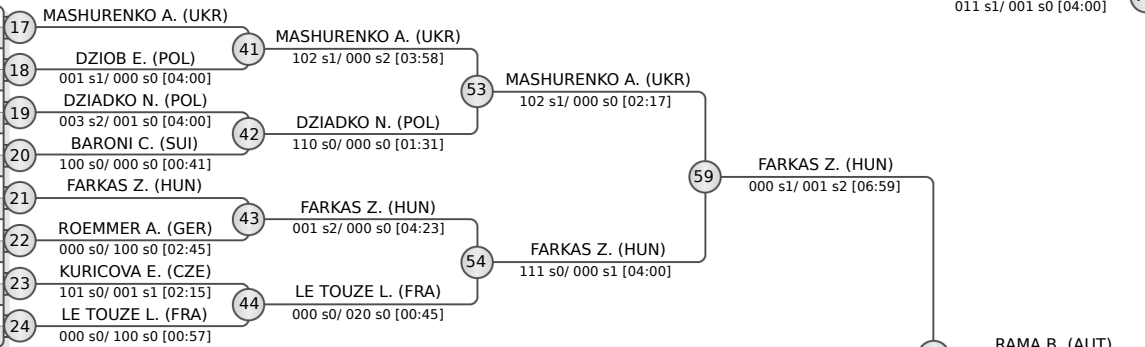 011 s1/ 001 s0 [04:00]
17
MASHURENKO A. (UKR)
41
MASHURENKO A. (UKR)
102 s1/ 000 s2 [03:58]
18
DZIOB E. (POL)
001 s1/ 000 s0 [04:00]
53
MASHURENKO A. (UKR)
102 s1/ 000 s0 [02:17]
19
DZIADKO N. (POL)
003 s2/ 001 s0 [04:00]
42
DZIADKO N. (POL)
110 s0/ 000 s0 [01:31]
20
BARONI C. (SUI)
100 s0/ 000 s0 [00:41]
59
FARKAS Z. (HUN)
000 s1/ 001 s2 [06:59]
21
FARKAS Z. (HUN)
43
FARKAS Z. (HUN)
001 s2/ 000 s0 [04:23]
22
ROEMMER A. (GER)
000 s0/ 100 s0 [02:45]
54
FARKAS Z. (HUN)
111 s0/ 000 s1 [04:00]
23
KURICOVA E. (CZE)
101 s0/ 001 s1 [02:15]
44
LE TOUZE L. (FRA)
000 s0/ 020 s0 [00:45]
24
LE TOUZE L. (FRA)
000 s0/ 100 s0 [00:57]
RAMA B. (AUT)